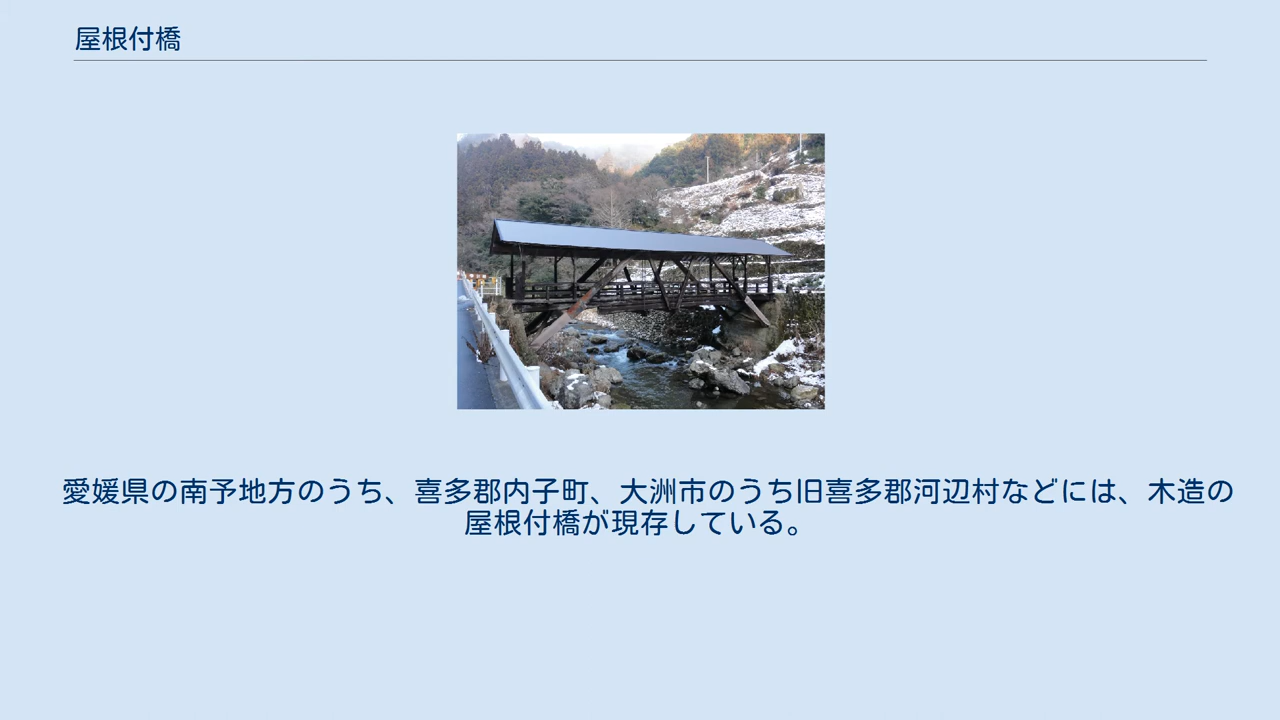 屋根付橋
愛媛県の南予地方のうち、喜多郡内子町、大洲市のうち旧喜多郡河辺村などには、木造の
屋根付橋が現存している。